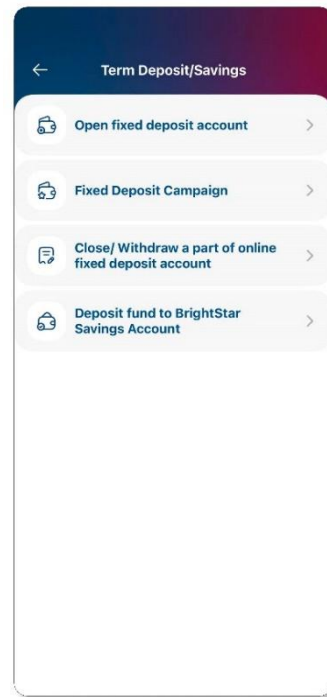 Term Deposit/Savings
Open fixed deposit account
Fixed Deposit Campaign
Close/ Withdraw a part of online
fixed deposit account
Deposit fund to BrightStar
Savings Account